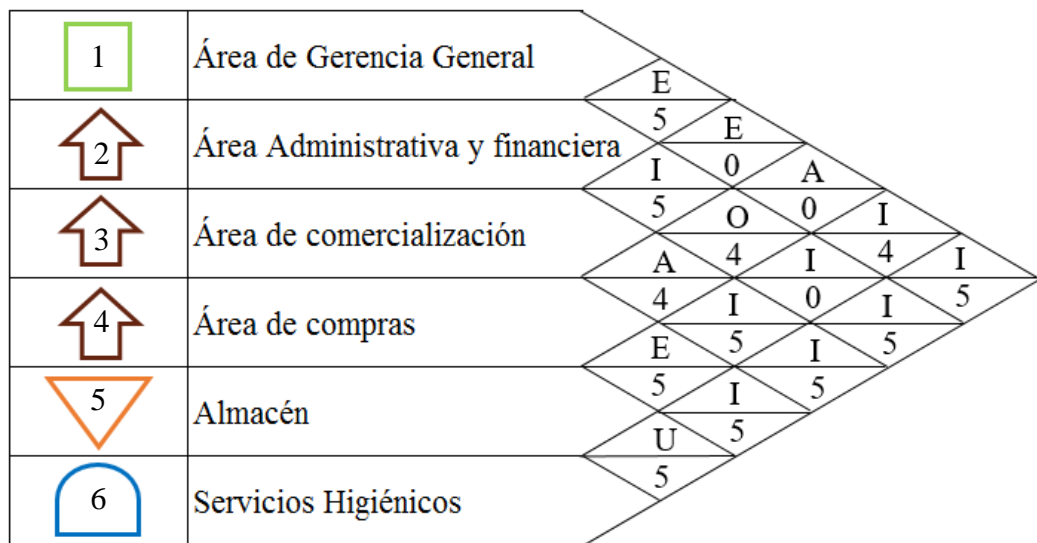 1 Área de Gerencia General
E
5 E
2 Área Administrativa y financiera
I 0 A
5 O 0 I
3 Área de comercialización
A 4 I 4 I
4 I 0 I 5
4 Área de compras
E 5 I 5
5 I 5
5 Almacén
U 5
5
6 Servicios Higiénicos